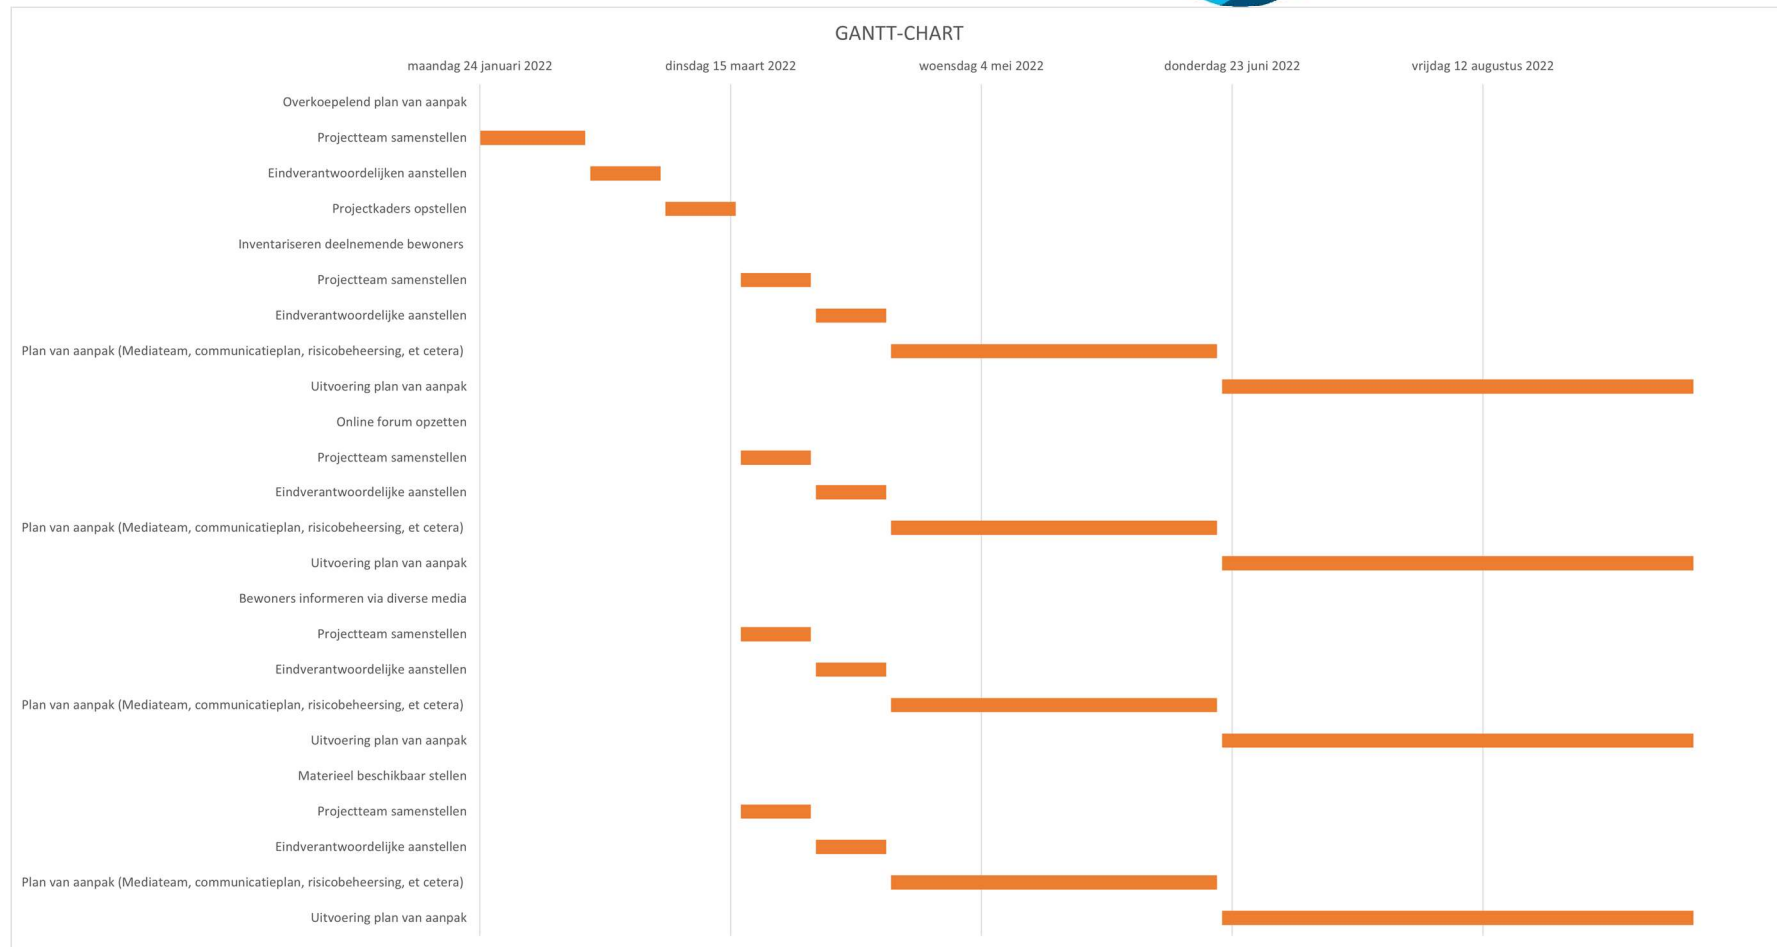 GANTT-CHART
maandag 24 januari 2022 dinsdag 15 maart 2022 woensdag 4 mei 2022 donderdag 23 juni 2022 vrijdag 12 augustus 2022
Overkoepelend plan van aanpak
Projectteam samenstellen
Eindverantwoordelijken aanstellen
Projectkaders opstellen
Inventariseren deelnemende bewoners
Projectteam samenstellen
Eindverantwoordelijke aanstellen
Plan van aanpak (Mediateam, communicatieplan, risicobeheersing, et cetera)
Uitvoering plan van aanpak
Online forum opzetten
Projectteam samenstellen
Eindverantwoordelijke aanstellen
Plan van aanpak (Mediateam, communicatieplan, risicobeheersing, et cetera)
Uitvoering plan van aanpak
Bewoners informeren via diverse media
Projectteam samenstellen
Eindverantwoordelijke aanstellen
Plan van aanpak (Mediateam, communicatieplan, risicobeheersing, et cetera)
Uitvoering plan van aanpak
Materieel beschikbaar stellen
Projectteam samenstellen
Eindverantwoordelijke aanstellen
Plan van aanpak (Mediateam, communicatieplan, risicobeheersing, et cetera)
Uitvoering plan van aanpak